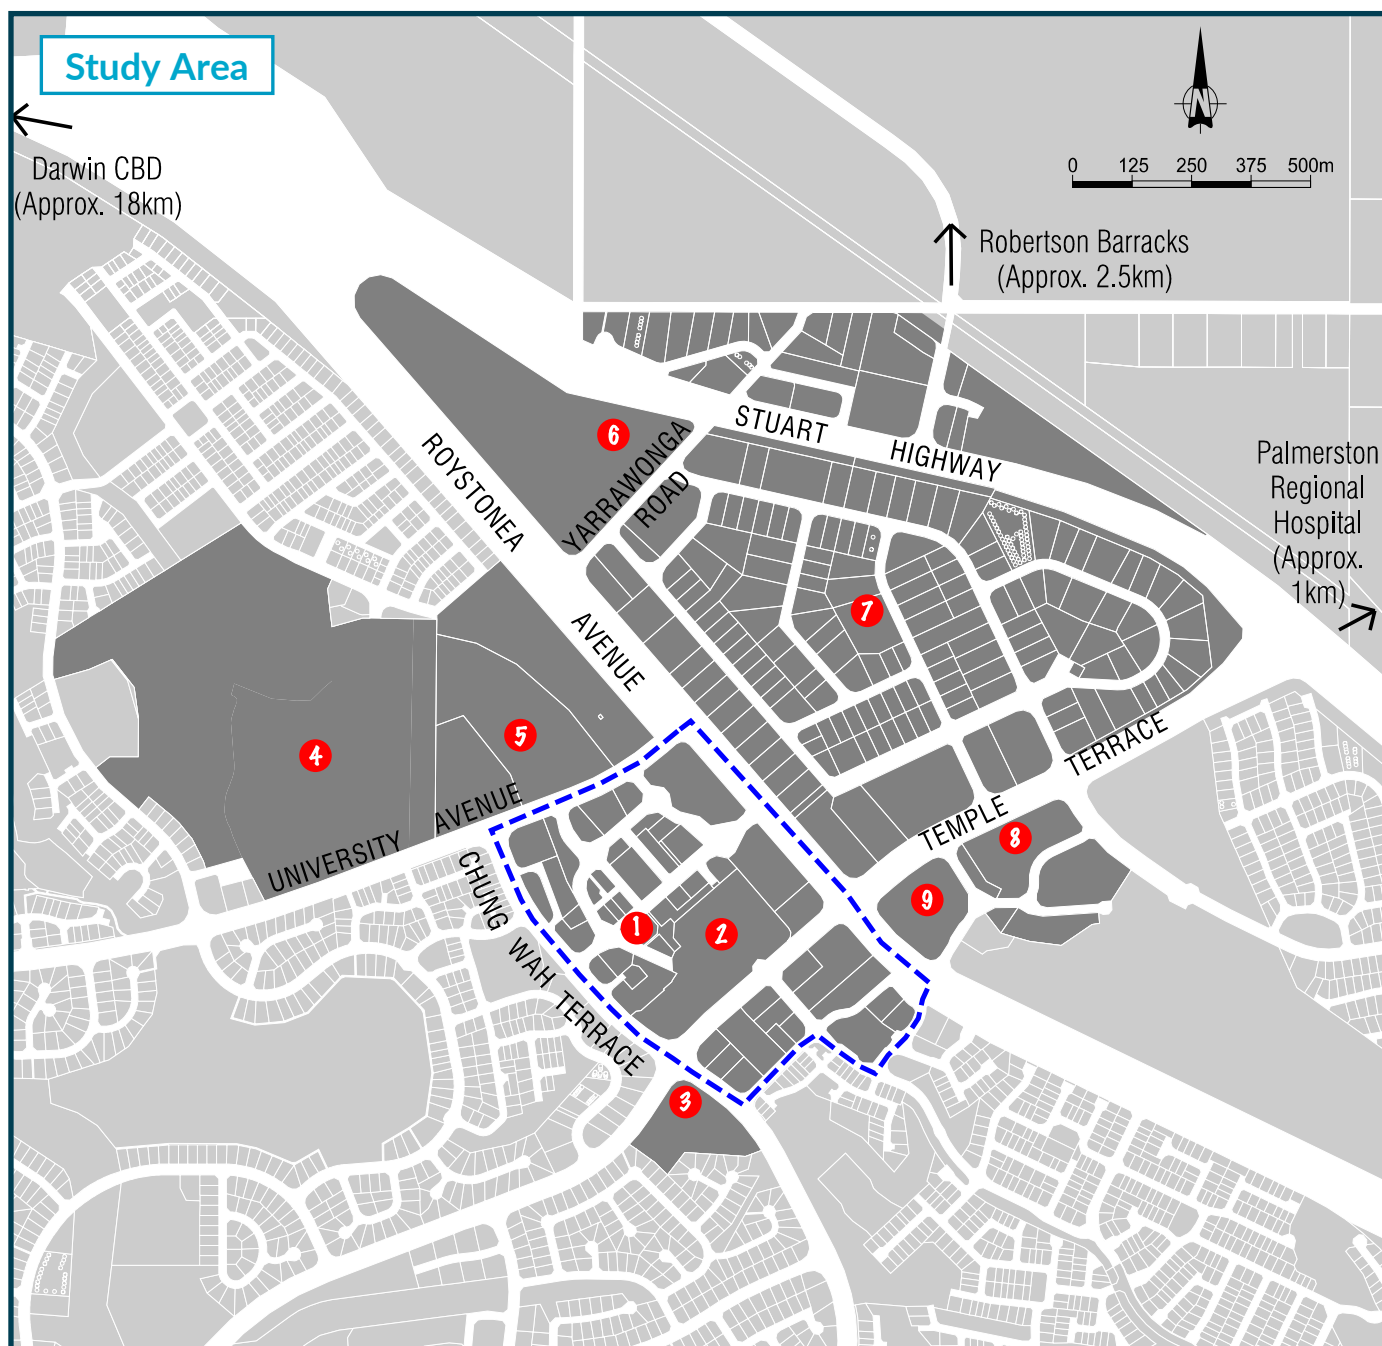 Study Area
N
0 125 250 375 500m
Darwin CBD
(Approx. 18km)
Robertson Barracks
(Approx. 2.5km)
Palmerston
Regional
Hospital
(Approx.
1km)
STUART HIGHWAY
ROYSTONEA AVENUE
YARRAWONGA
ROAD
TEMPLE TERRACE
UNIVERSITY AVENUE
CHUNG WAH TERRACE
6
7
5
4
8
9
1
2
3